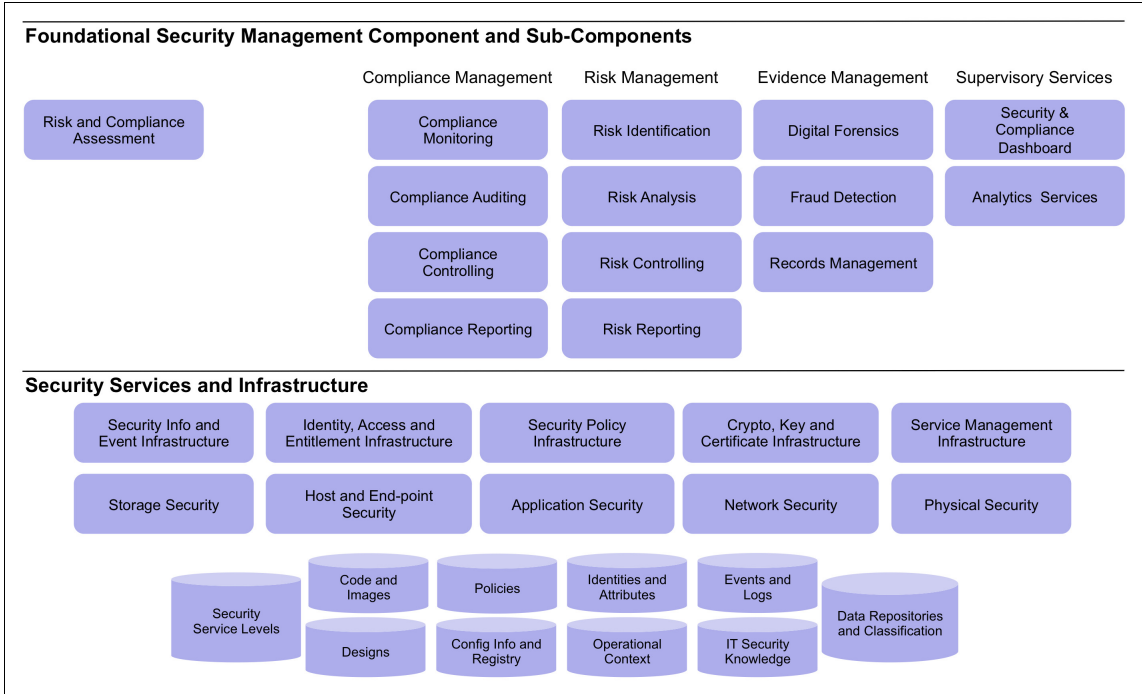 Foundational Security Management Component and Sub-Components
Compliance Management
Risk Management
Evidence Management
Supervisory Services
Risk and Compliance
Assessment
Compliance
Monitoring
Risk Identification
Digital Forensics
Security &
Compliance
Dashboard
Compliance Auditing
Risk Analysis
Fraud Detection
Analytics Services
Compliance
Controlling
Risk Controlling
Records Management
Compliance Reporting
Risk Reporting
Security Services and Infrastructure
Security Info and
Event Infrastructure
Identity, Access and
Entitlement Infrastructure
Security Policy
Infrastructure
Crypto, Key and
Certificate Infrastructure
Service Management
Infrastructure
Storage Security
Host and End-point
Security
Application Security
Network Security
Physical Security
Security
Service Levels
Code and
Images
Policies
Identities and
Attributes
Events and
Logs
Data Repositories
and Classification
Designs
Config Info and
Registry
Operational
Context
IT Security
Knowledge